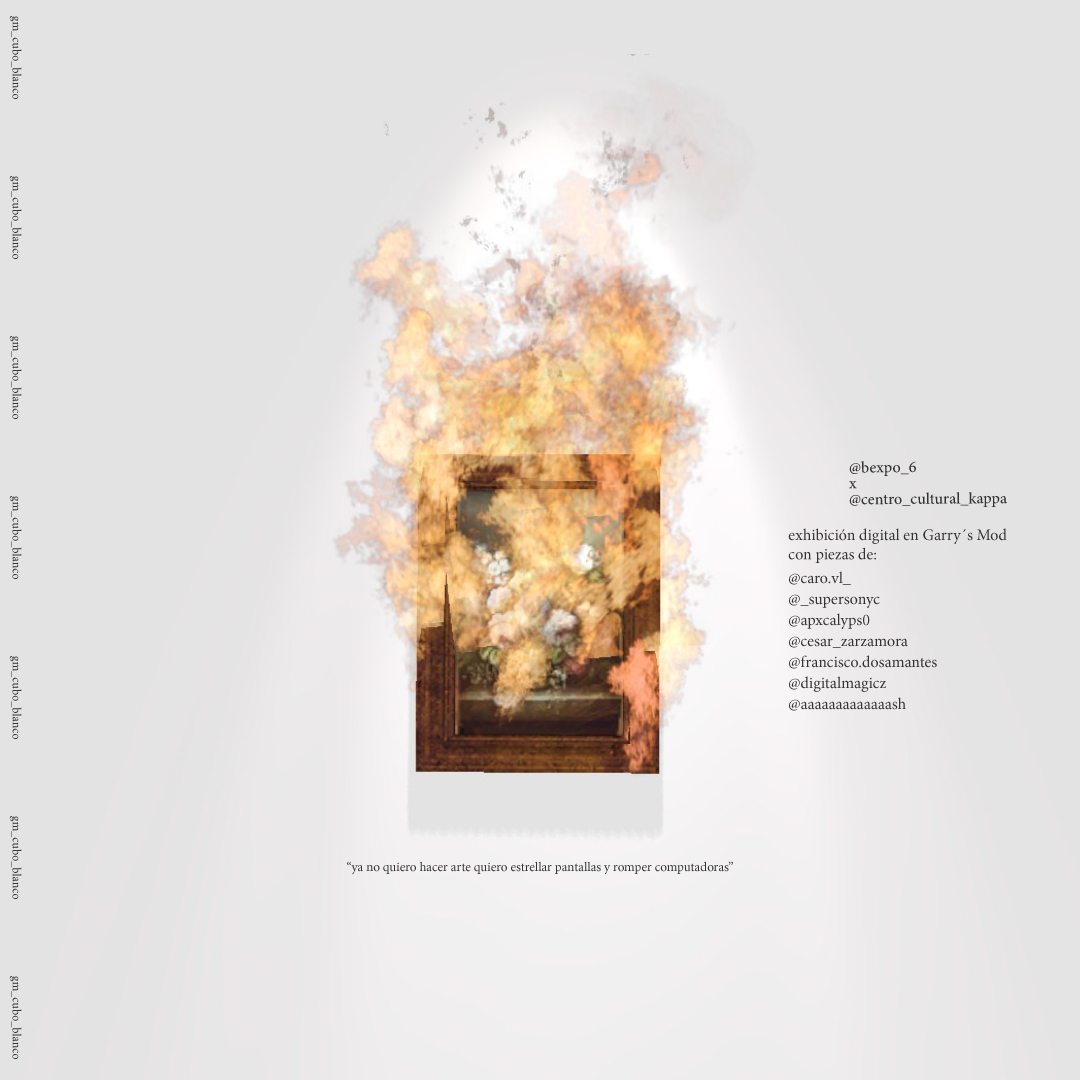 gm_cubo_blanco
gm_cubo_blanco
gm_cubo_blanco
gm_cubo_blanco
gm_cubo_blanco
gm_cubo_blanco
gm_cubo_blanco
@bexpo_6
x
@centro_cultural_kappa
exhibición digital en Garry´s Mod
con piezas de:
@caro.vl_
@_supersonyc
@apxcalyps0
@cesar_zarzamora
@francisco.dosamantes
@digitalmagicz
@aaaaaaaaaaaaash
“ya no quiero hacer arte quiero estrellar pantallas y romper computadoras”